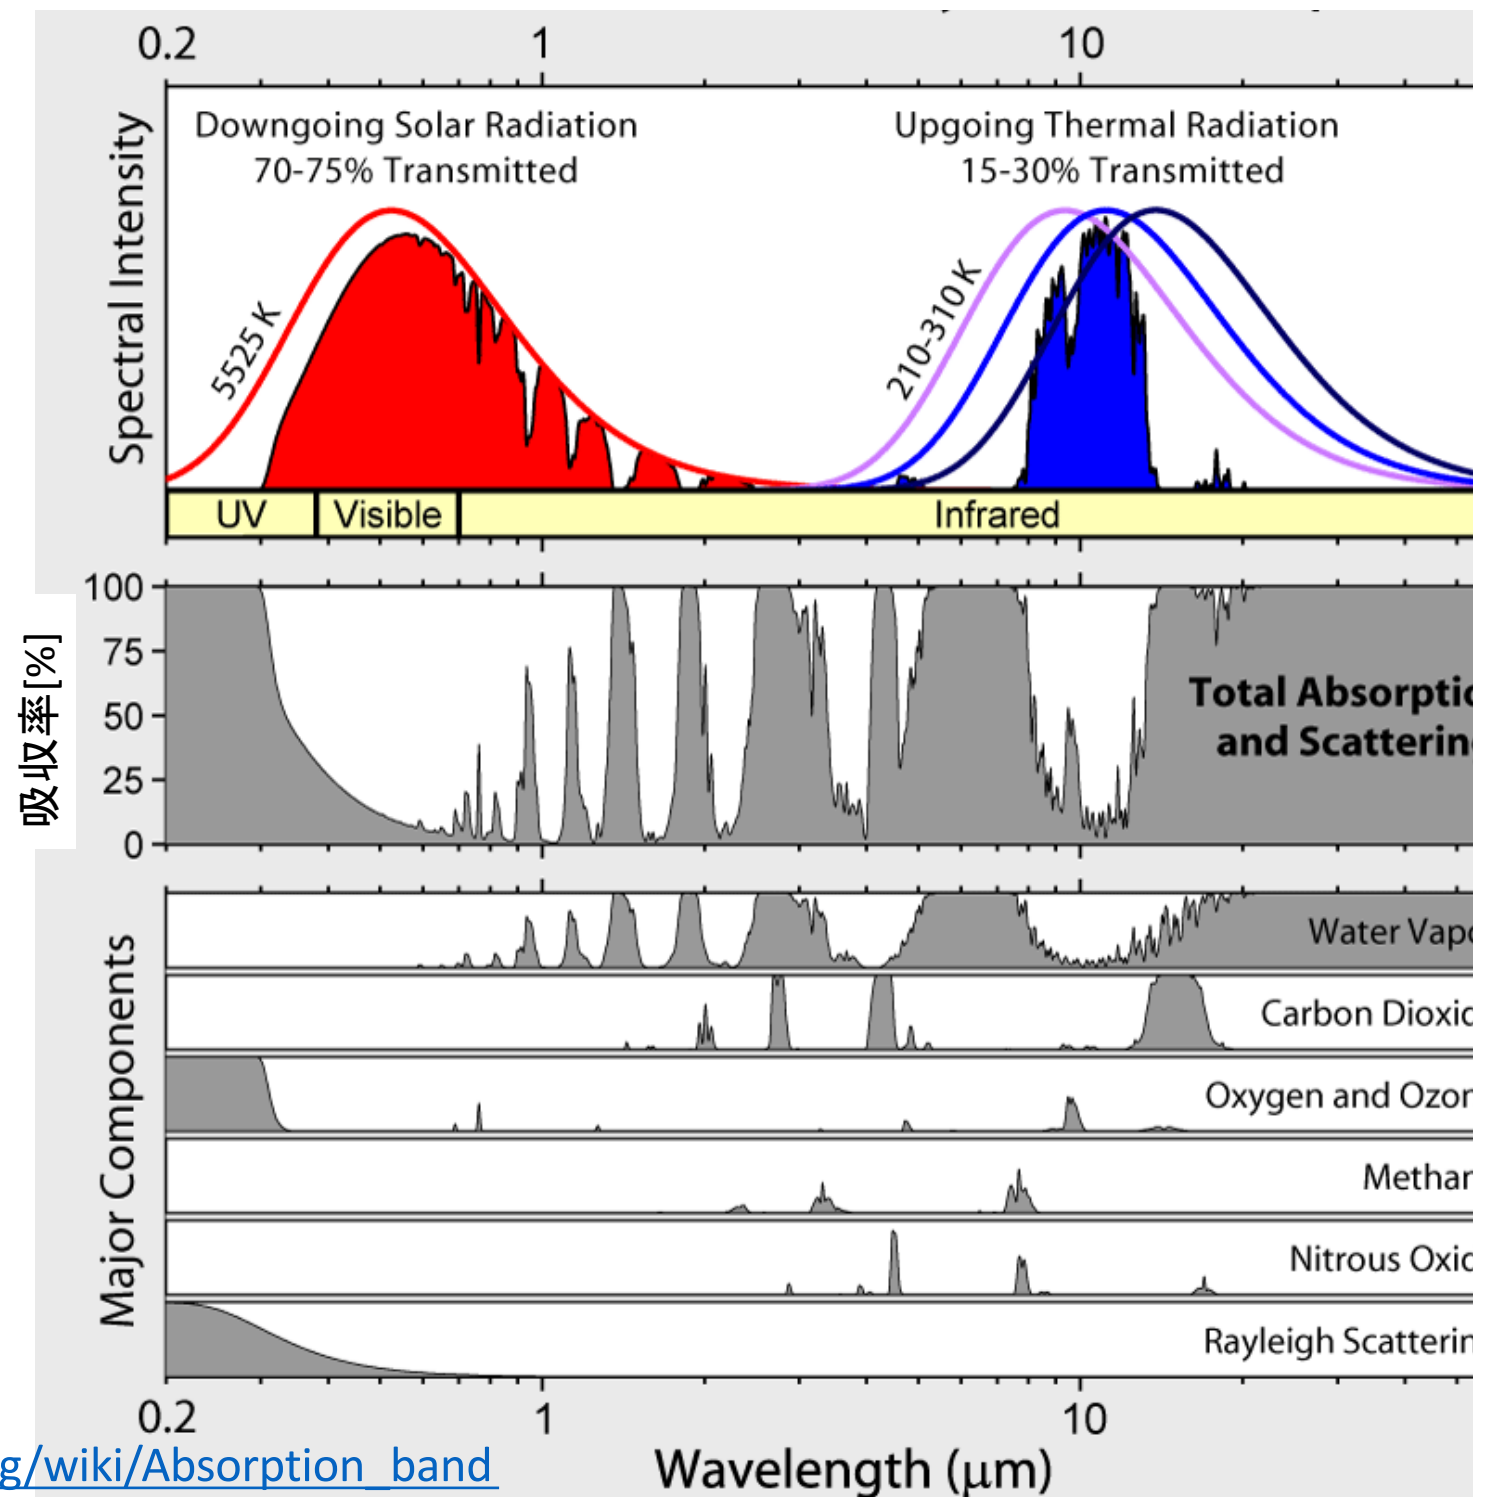 0.2 1 10
Downgoing Solar Radiation
70-75% Transmitted
Upgoing Thermal Radiation
15-30% Transmitted
Spectral Intensity
5525 K
210-310 K
UV Visible Infrared
100
75
50
25
0
吸収率[%]
Total Absorptio
and Scatterin
Major Components
Water Vapo
Carbon Dioxid
Oxygen and Ozon
Methan
Nitrous Oxid
Rayleigh Scatterin
0.2 1 10
g/wiki/Absorption_band
Wavelength (μm)